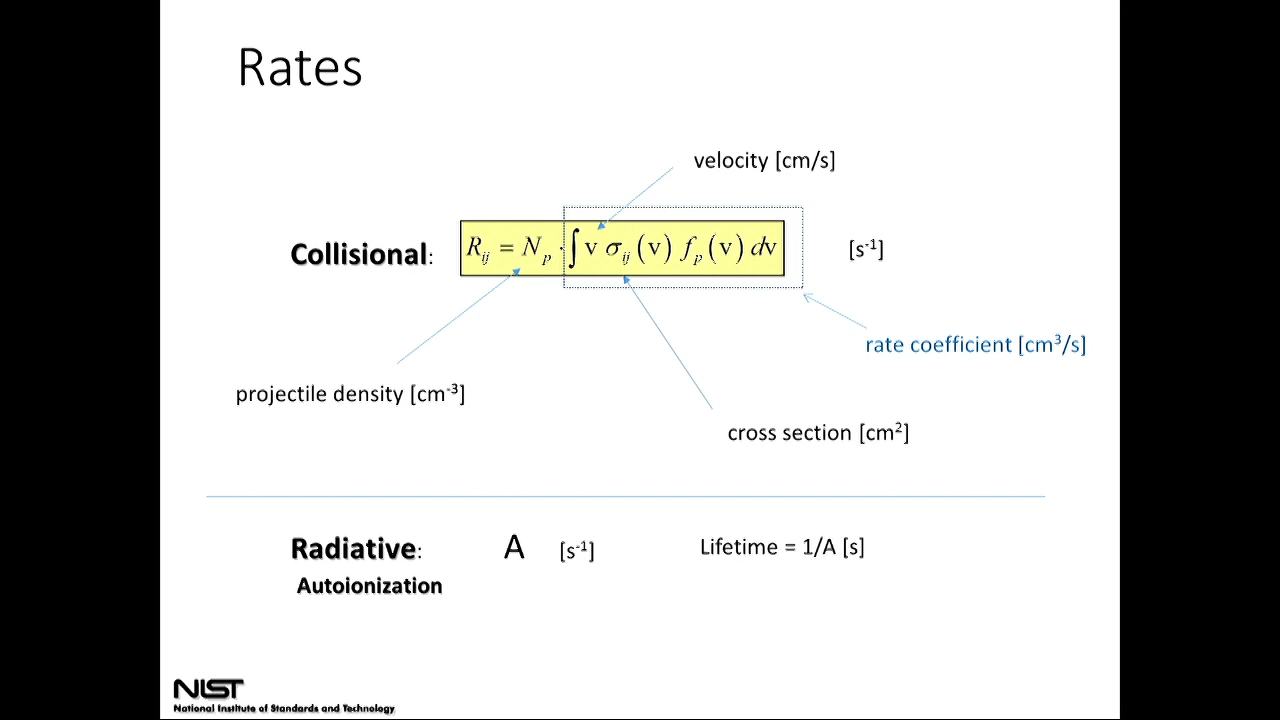 Rates
velocity [cm/s]
Collisional: R_ij = N_p · ∫ v σ_ij (v) f_p (v) dv [s⁻¹]
rate coefficient [cm³/s]
projectile density [cm⁻³]
cross section [cm²]
Radiative: A [s⁻¹] Lifetime = 1/A [s]
Autoionization
NIST
National Institute of Standards and Technology